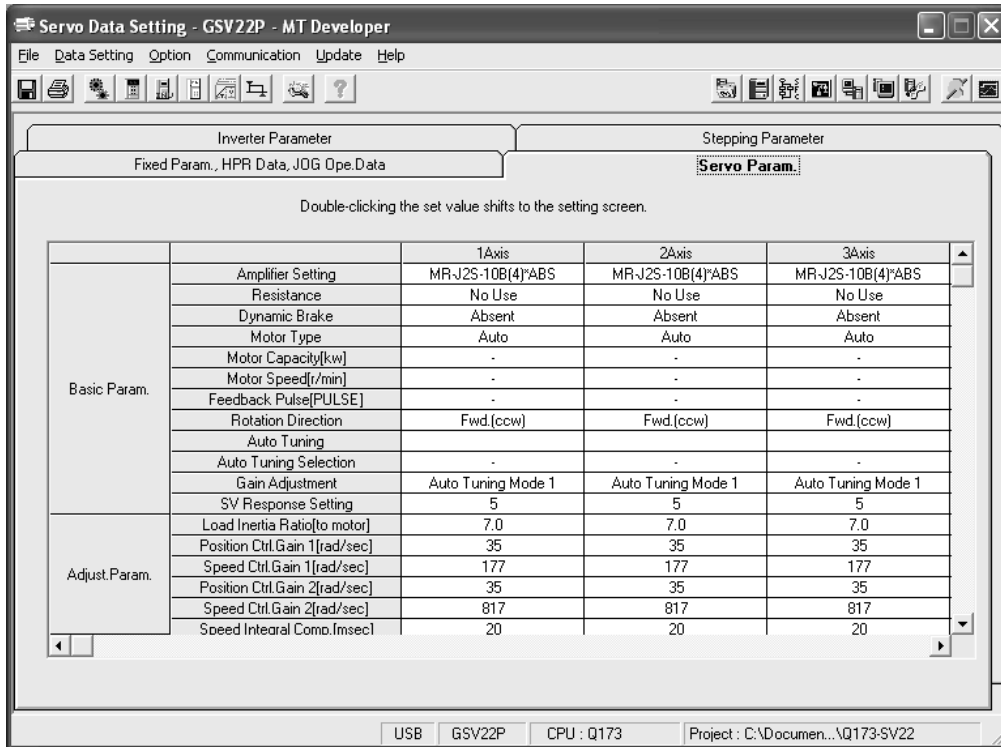 Servo Data Setting - GSV22P - MT Developer
File Data Setting Option Communication Update Help
Inverter Parameter Stepping Parameter
Fixed Param., HPR Data, JOG Ope.Data Servo Param.
Double-clicking the set value shifts to the setting screen.
1Axis 2Axis 3Axis
Basic Param.
Amplifier Setting MR-J2S-10B(4)*ABS MR-J2S-10B(4)*ABS MR-J2S-10B(4)*ABS
Resistance No Use No Use No Use
Dynamic Brake Absent Absent Absent
Motor Type Auto Auto Auto
Motor Capacity[kw] - - -
Motor Speed[r/min] - - -
Feedback Pulse[PULSE] - - -
Rotation Direction Fwd.(ccw) Fwd.(ccw) Fwd.(ccw)
Auto Tuning
Auto Tuning Selection - - -
Gain Adjustment Auto Tuning Mode 1 Auto Tuning Mode 1 Auto Tuning Mode 1
SV Response Setting 5 5 5
Adjust.Param.
Load Inertia Ratio[to motor] 7.0 7.0 7.0
Position Ctrl.Gain 1[rad/sec] 35 35 35
Speed Ctrl.Gain 1[rad/sec] 177 177 177
Position Ctrl.Gain 2[rad/sec] 35 35 35
Speed Ctrl.Gain 2[rad/sec] 817 817 817
Speed Integral Comp.[msec] 20 20 20
USB GSV22P CPU : Q173 Project : C:\Documen...\Q173-SV22